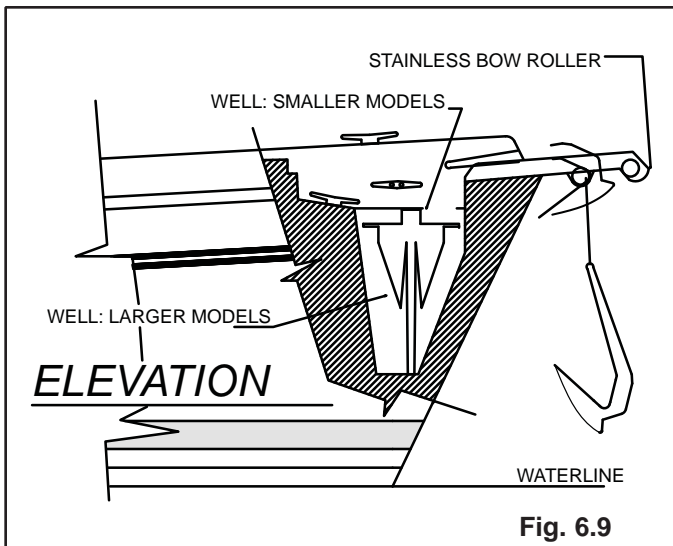 STAINLESS BOW ROLLER
WELL: SMALLER MODELS
WELL: LARGER MODELS
ELEVATION
WATERLINE
Fig. 6.9